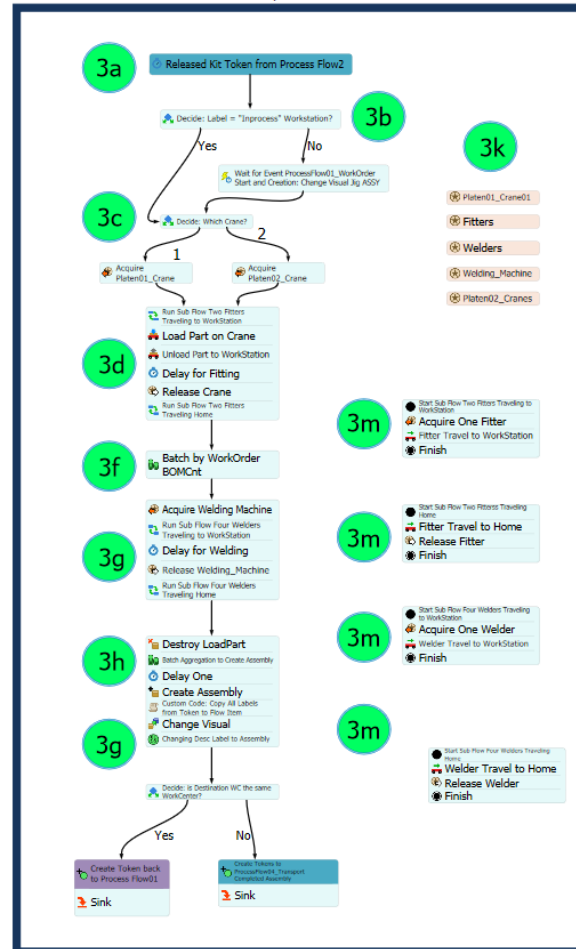 3a
Released Kit Token from Process Flow2
3b
Decide: Label = "Inprocess" Workstation?
Yes
No
Wait for Event ProcessFlow01_WorkOrder
Start and Creation: Change Visual Jig ASSY
3c
Decide: Which Crane?
1
2
Acquire
Platen01_Crane
Acquire
Platen02_Crane
3d
Run Sub Flow Two Fitters
Traveling to WorkStation
Load Part on Crane
Unload Part to WorkStation
Delay for Fitting
Release Crane
Run Sub Flow Two Fitters
Traveling Home
3f
Batch by WorkOrder
BOMCnt
3g
Acquire Welding Machine
Run Sub Flow Four Welders
Traveling to WorkStation
Delay for Welding
Release Welding_Machine
Run Sub Flow Four Welders
Traveling Home
3h
Destroy LoadPart
Batch Aggregation to Create Assembly
Delay One
Create Assembly
Custom Code: Copy All Labels
from Token to Flow Item
3g
Change Visual
Changing Desc Label to Assembly
Decide: is Destination WC the same
WorkCenter?
Yes
No
Create Token back
to Process Flow01
Sink
Create Tokens to
ProcessFlow04_Transport
Completed Assembly
Sink
3k
Platen01_Crane01
Fitters
Welders
Welding_Machine
Platen02_Cranes
3m
Start Sub Flow Two Fitters Traveling to
WorkStation
Acquire One Fitter
Fitter Travel to WorkStation
Finish
3m
Start Sub Flow Two Fitterss Traveling
Home
Fitter Travel to Home
Release Fitter
Finish
3m
Start Sub Flow Four Welders Traveling
to WorkStation
Acquire One Welder
Welder Travel to WorkStation
Finish
3m
Start Sub Flow Four Welders Traveling
Home
Welder Travel to Home
Release Welder
Finish